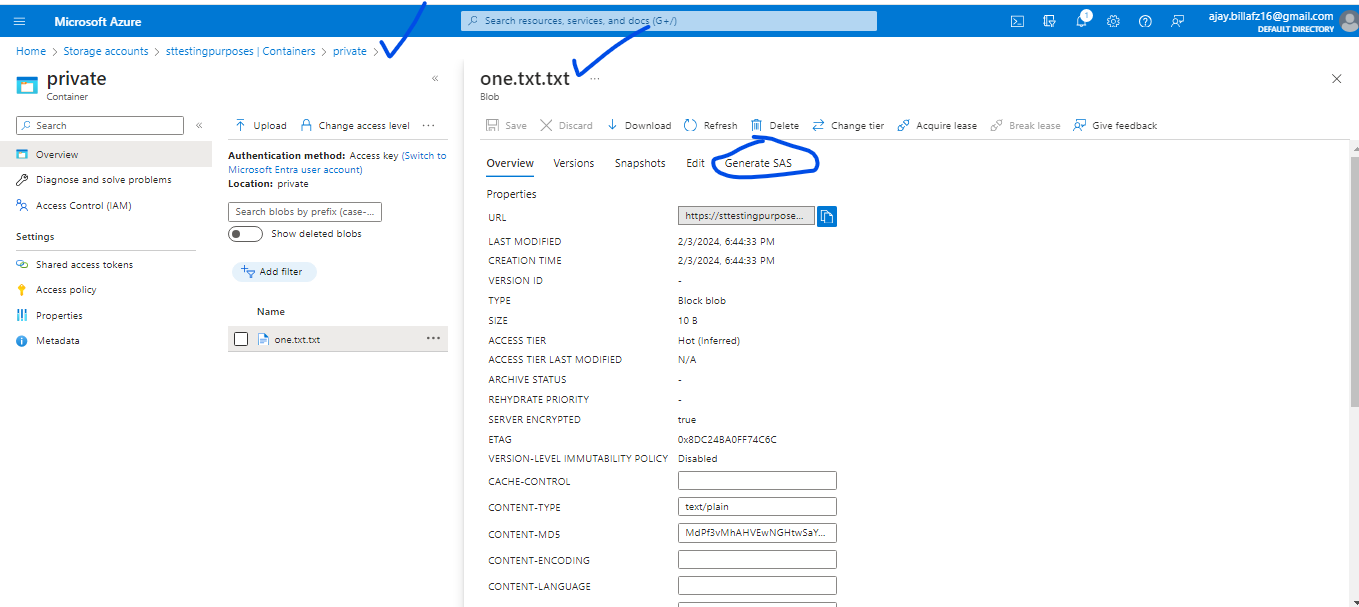 Microsoft Azure
Search resources, services, and docs (G+/)
1
ajay.billafz16@gmail.com
DEFAULT DIRECTORY
Home > Storage accounts > sttestingpurposes | Containers > private >
private
Container
Search
Overview
Diagnose and solve problems
Access Control (IAM)
Settings
Shared access tokens
Access policy
Properties
Metadata
Upload Change access level ...
Authentication method: Access key (Switch to
Microsoft Entra user account)
Location: private
Search blobs by prefix (case-...
Show deleted blobs
Add filter
Name
one.txt.txt ...
one.txt.txt ...
Blob
Save Discard Download Refresh Delete Change tier Acquire lease Break lease Give feedback
Overview Versions Snapshots Edit Generate SAS
Properties
URL https://sttestingpurpose...
LAST MODIFIED 2/3/2024, 6:44:33 PM
CREATION TIME 2/3/2024, 6:44:33 PM
VERSION ID -
TYPE Block blob
SIZE 10 B
ACCESS TIER Hot (Inferred)
ACCESS TIER LAST MODIFIED N/A
ARCHIVE STATUS -
REHYDRATE PRIORITY -
SERVER ENCRYPTED true
ETAG 0x8DC24BA0FF74C6C
VERSION-LEVEL IMMUTABILITY POLICY Disabled
CACHE-CONTROL
CONTENT-TYPE text/plain
CONTENT-MD5 MdPf3vMhAHVEwNGHtwSaY...
CONTENT-ENCODING
CONTENT-LANGUAGE